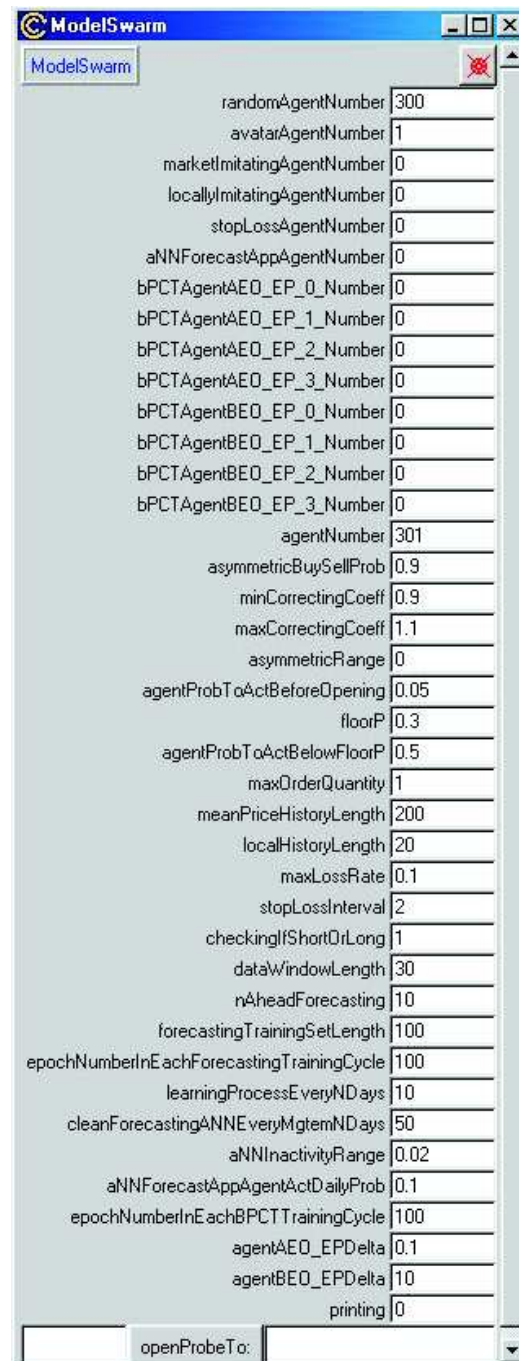 ModelSwarm
ModelSwarm
randomAgentNumber 300
avatarAgentNumber 1
marketImitatingAgentNumber 0
locallyImitatingAgentNumber 0
stopLossAgentNumber 0
aNNForecastAppAgentNumber 0
bPCTAgentAEO_EP_0_Number 0
bPCTAgentAEO_EP_1_Number 0
bPCTAgentAEO_EP_2_Number 0
bPCTAgentAEO_EP_3_Number 0
bPCTAgentBEO_EP_0_Number 0
bPCTAgentBEO_EP_1_Number 0
bPCTAgentBEO_EP_2_Number 0
bPCTAgentBEO_EP_3_Number 0
agentNumber 301
asymmetricBuySellProb 0.9
minCorrectingCoeff 0.9
maxCorrectingCoeff 1.1
asymmetricRange 0
agentProbToActBeforeOpening 0.05
floorP 0.3
agentProbToActBelowFloorP 0.5
maxOrderQuantity 1
meanPriceHistoryLength 200
localHistoryLength 20
maxLossRate 0.1
stopLossInterval 2
checkingIfShortOrLong 1
dataWindowLength 30
nAheadForecasting 10
forecastingTrainingSetLength 100
epochNumberInEachForecastingTrainingCycle 100
learningProcessEveryNDays 10
cleanForecastingANNEveryMgtemNDays 50
aNNInactivityRange 0.02
aNNForecastAppAgentActDailyProb 0.1
epochNumberInEachBPCTTrainingCycle 100
agentAEO_EPDelta 0.1
agentBEO_EPDelta 10
printing 0
openProbeTo: